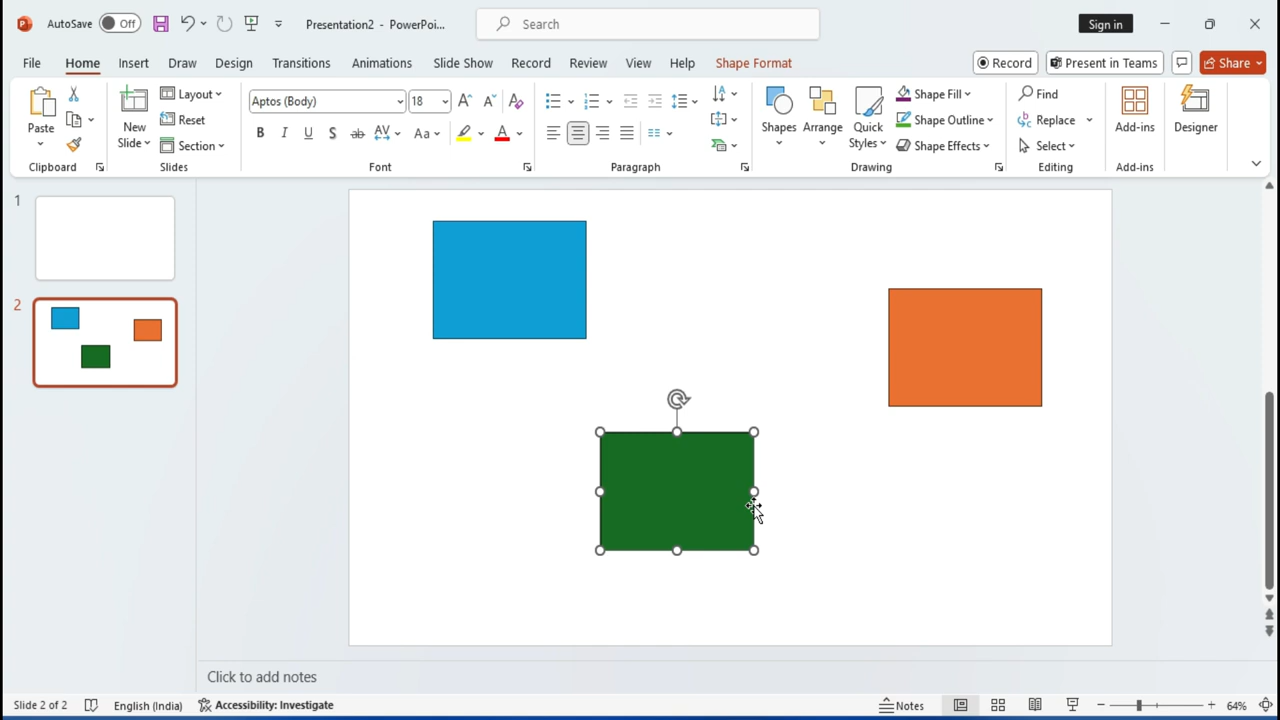 AutoSave Off Presentation2 - PowerPoi... Search Sign in
File Home Insert Draw Design Transitions Animations Slide Show Record Review View Help Shape Format Record Present in Teams Share
Paste New Slide Layout Reset Section Aptos (Body) 18 Shapes Arrange Quick Styles Shape Fill Shape Outline Shape Effects Find Replace Select Add-ins Designer
B I U S ab AV Aa A
Clipboard Slides Font Paragraph Drawing Editing Add-ins
1
2
Click to add notes
Slide 2 of 2 English (India) Accessibility: Investigate Notes 64%